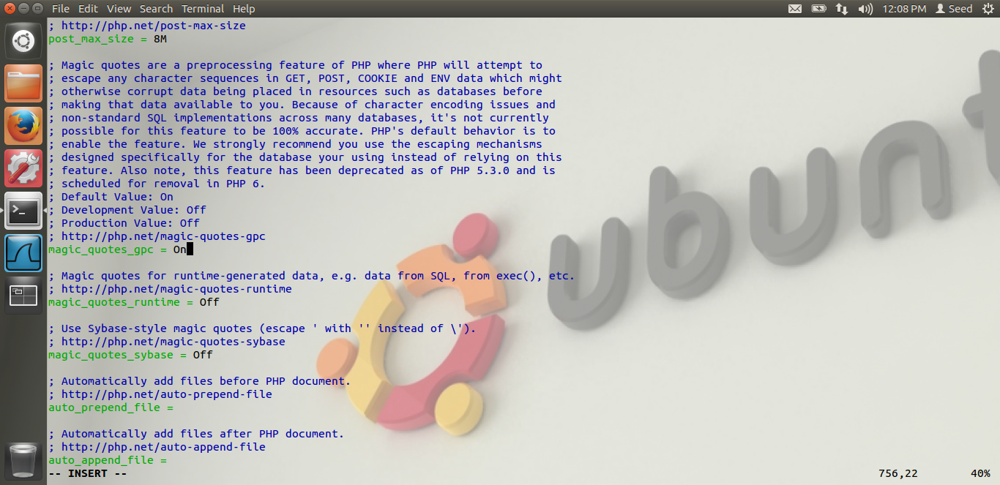 File Edit View Search Terminal Help 12:08 PM Seed
; http://php.net/post-max-size
post_max_size = 8M
; Magic quotes are a preprocessing feature of PHP where PHP will attempt to
; escape any character sequences in GET, POST, COOKIE and ENV data which might
; otherwise corrupt data being placed in resources such as databases before
; making that data available to you. Because of character encoding issues and
; non-standard SQL implementations across many databases, it's not currently
; possible for this feature to be 100% accurate. PHP's default behavior is to
; enable the feature. We strongly recommend you use the escaping mechanisms
; designed specifically for the database your using instead of relying on this
; feature. Also note, this feature has been deprecated as of PHP 5.3.0 and is
; scheduled for removal in PHP 6.
; Default Value: On
; Development Value: Off
; Production Value: Off
; http://php.net/magic-quotes-gpc
magic_quotes_gpc = On
; Magic quotes for runtime-generated data, e.g. data from SQL, from exec(), etc.
; http://php.net/magic-quotes-runtime
magic_quotes_runtime = Off
; Use Sybase-style magic quotes (escape ' with '' instead of \').
; http://php.net/magic-quotes-sybase
magic_quotes_sybase = Off
; Automatically add files before PHP document.
; http://php.net/auto-prepend-file
auto_prepend_file =
; Automatically add files after PHP document.
; http://php.net/auto-append-file
auto_append_file =
-- INSERT -- 756,22 40%
ubunt